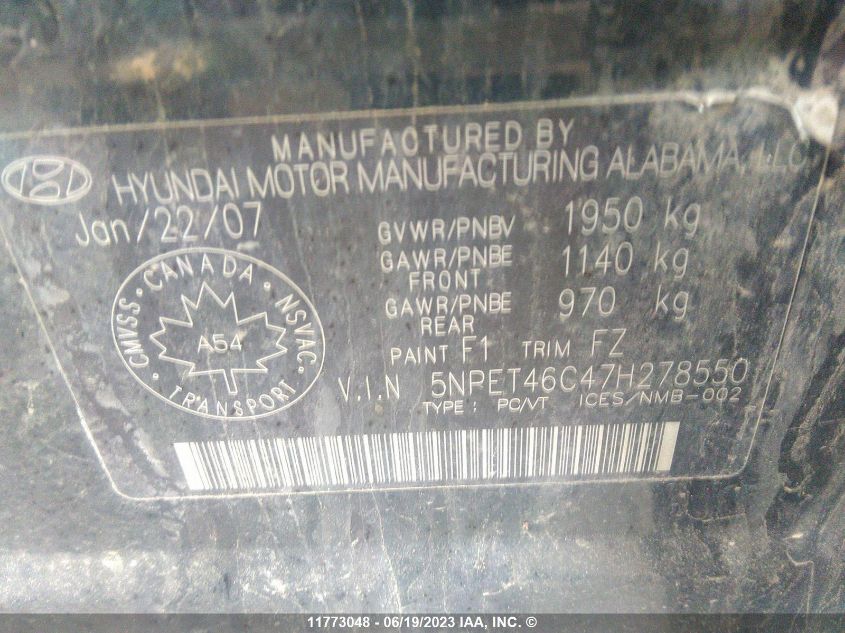 MANUFACTURED BY
HYUNDAI MOTOR MANUFACTURING ALABAMA, LLC
Jan/22/07
GVWR/PNBV 1950 kg
GAWR/PNBE FRONT 1140 kg
GAWR/PNBE REAR 970 kg
PAINT F1 TRIM FZ
V.I.N 5NPET46C47H278550
TYPE : PC/VT ICES/NMB-002
CANADA
CMVSS • NSVAC
A54
TRANSPORT
11773048 - 06/19/2023 IAA, INC. ©